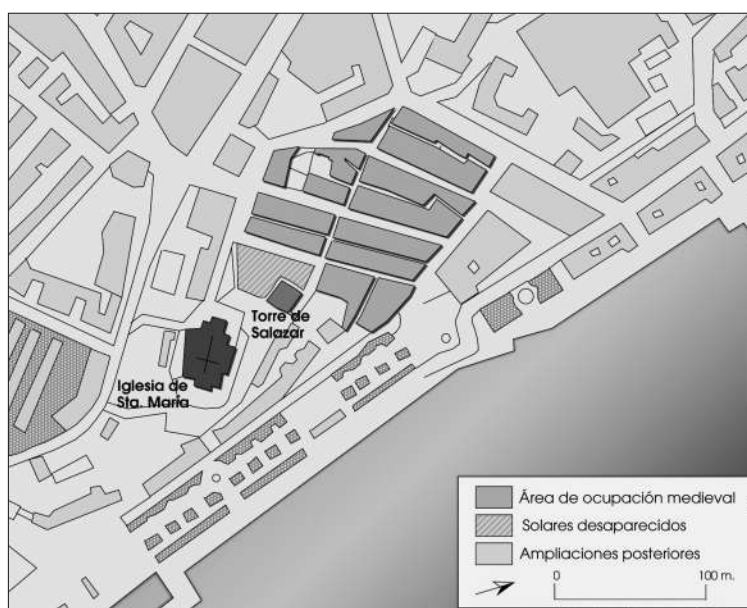 Torre de
Salazar
Iglesia de
Sta. María
Área de ocupación medieval
Solares desaparecidos
Ampliaciones posteriores
0
100 m.